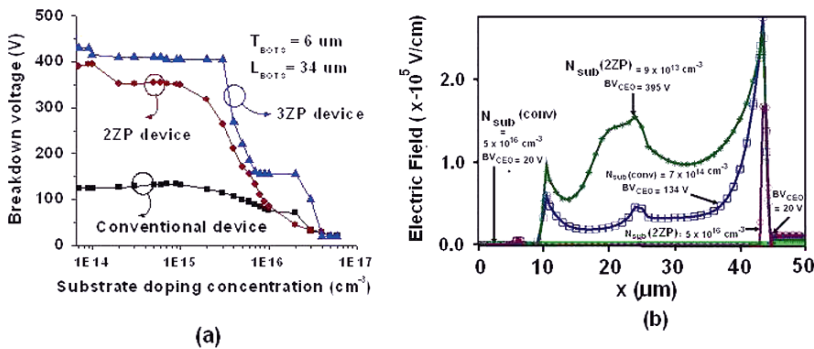 (a)
Breakdown voltage (V)
500
400
300
200
100
0
T_BOTS = 6 um
L_BOTS = 34 um
3ZP device
2ZP device
Conventional device
1E14
1E15
1E16
1E17
Substrate doping concentration (cm⁻³)
(a)
Electric Field ( x·10⁵ V/cm)
2.0
1.0
0.0
N_sub(2ZP) = 9 x 10¹³ cm⁻³
BV_CEO = 395 V
N_sub(conv)
=
5 x 10¹⁶ cm⁻³
BV_CEO = 20 V
N_sub(conv) = 7 x 10¹⁴ cm⁻³
BV_CEO = 134 V
N_sub(2ZP): 5 x 10¹⁶ cm⁻³
BV_CEO
= 20 V
0
10
20
30
40
50
x (μm)
(b)